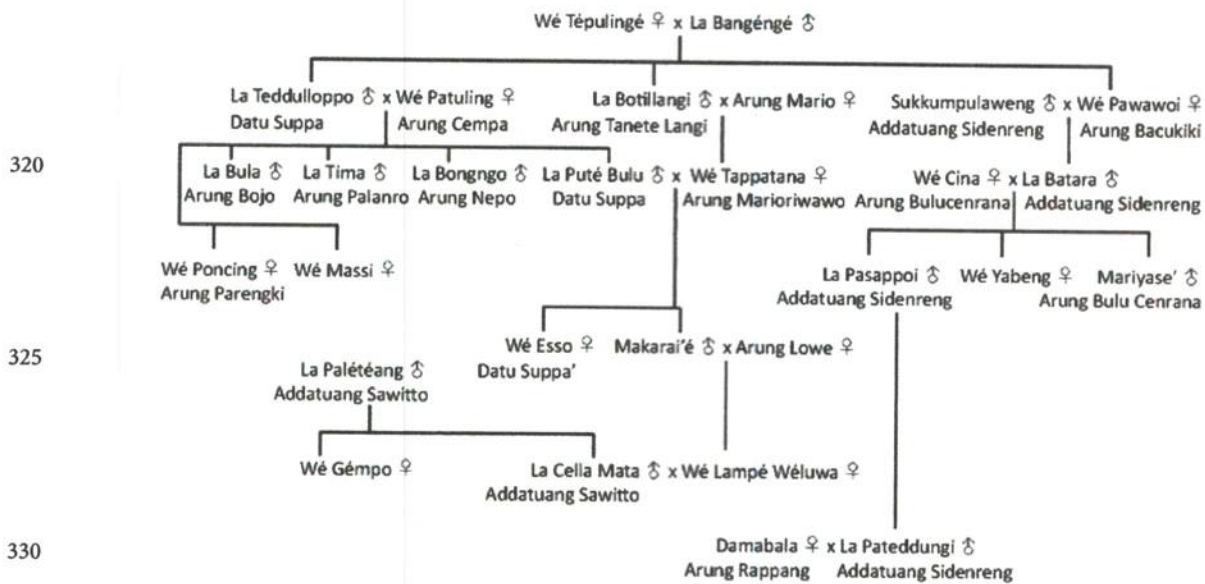 Wé Tépulingé ♀ x La Bangéngé ♂
La Teddulloppo ♂ x Wé Patuling ♀
Datu Suppa Arung Cempa
La Botillangi ♂ x Arung Mario ♀
Arung Tanete Langi
Sukkumpulaweng ♂ x Wé Pawawoi ♀
Addatuang Sidenreng Arung Bacukiki
320
La Bula ♂ La Tima ♂ La Bongngo ♂ La Puté Bulu ♂ x Wé Tappatana ♀
Arung Bojo Arung Palanro Arung Nepo Datu Suppa Arung Marioriwawo
Wé Cina ♀ x La Batara ♂
Arung Bulucenrana Addatuang Sidenreng
Wé Poncing ♀ Wé Massi ♀
Arung Parengki
La Pasappoi ♂ Wé Yabeng ♀ Mariyase' ♂
Addatuang Sidenreng Arung Bulu Cenrana
325
Wé Esso ♀ Makarai'é ♂ x Arung Lowe ♀
Datu Suppa'
La Palétéang ♂
Addatuang Sawitto
Wé Gémpo ♀ La Cella Mata ♂ x Wé Lampé Wéluwa ♀
Addatuang Sawitto
330
Damabala ♀ x La Pateddungi ♂
Arung Rappang Addatuang Sidenreng